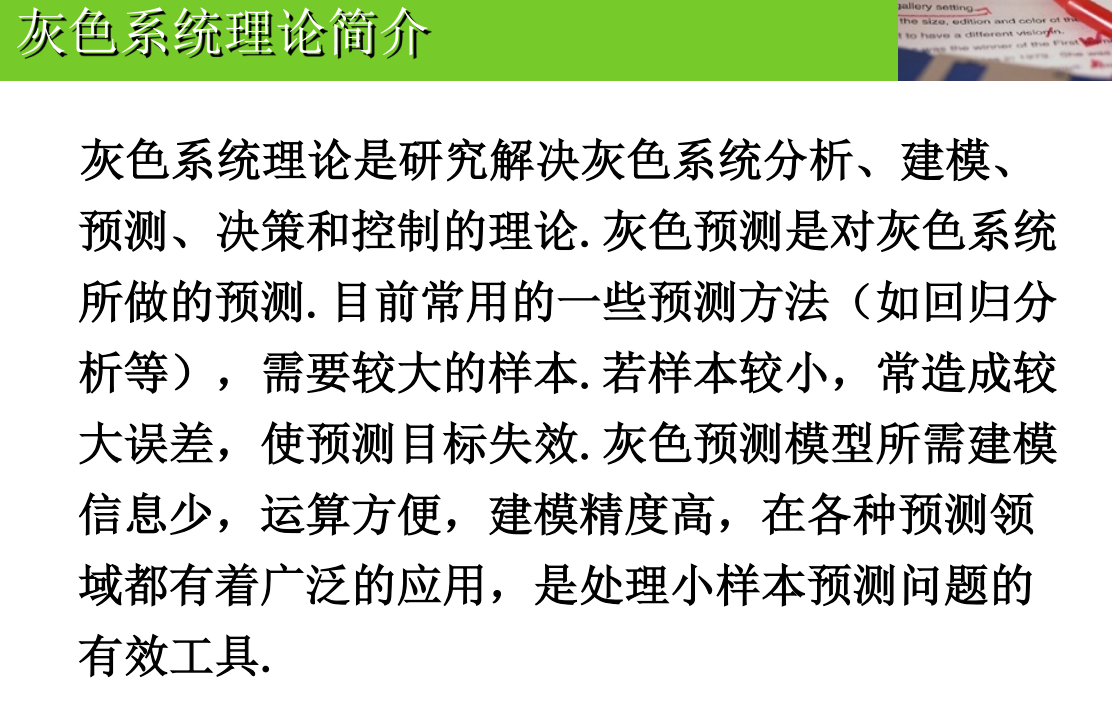 灰色系统理论简介
gallery setting
the size, edition and color of the
to have a different vision.
was the winner of the First
灰色系统理论是研究解决灰色系统分析、建模、
预测、决策和控制的理论. 灰色预测是对灰色系统
所做的预测. 目前常用的一些预测方法（如回归分
析等），需要较大的样本. 若样本较小，常造成较
大误差，使预测目标失效. 灰色预测模型所需建模
信息少，运算方便，建模精度高，在各种预测领
域都有着广泛的应用，是处理小样本预测问题的
有效工具.